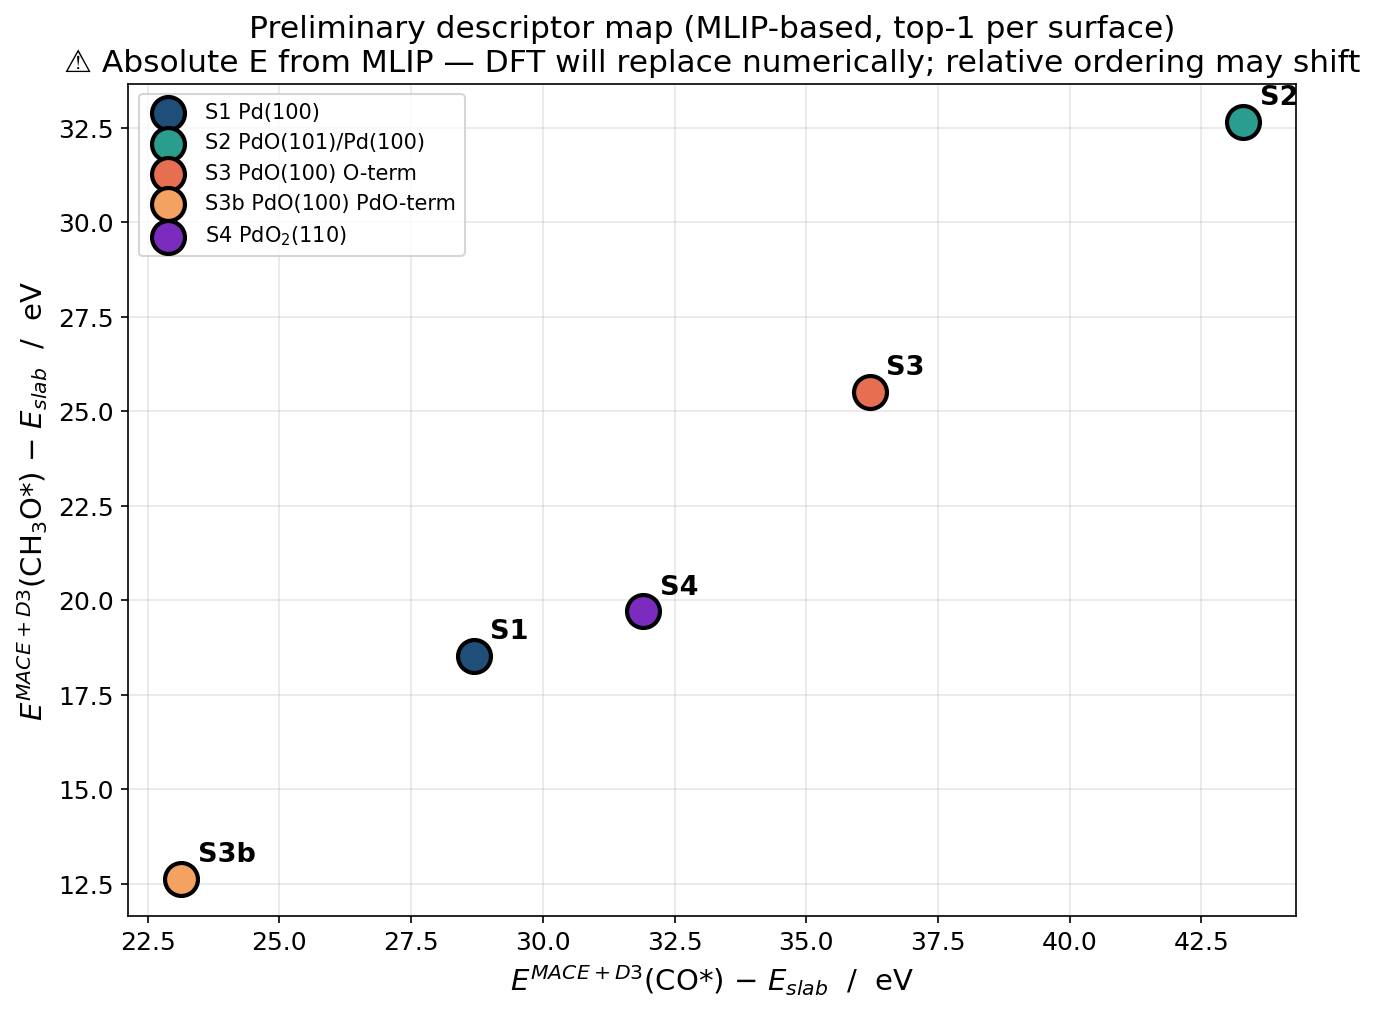 Preliminary descriptor map (MLIP-based, top-1 per surface)
⚠ Absolute E from MLIP — DFT will replace numerically; relative ordering may shift
S1 Pd(100)
S2 PdO(101)/Pd(100)
S3 PdO(100) O-term
S3b PdO(100) PdO-term
S4 PdO₂(110)
S2
S3
S4
S1
S3b
32.5
30.0
27.5
25.0
22.5
20.0
17.5
15.0
12.5
E^{MACE+D3}(CH₃O*) − E_{slab} / eV
22.5 25.0 27.5 30.0 32.5 35.0 37.5 40.0 42.5
E^{MACE+D3}(CO*) − E_{slab} / eV